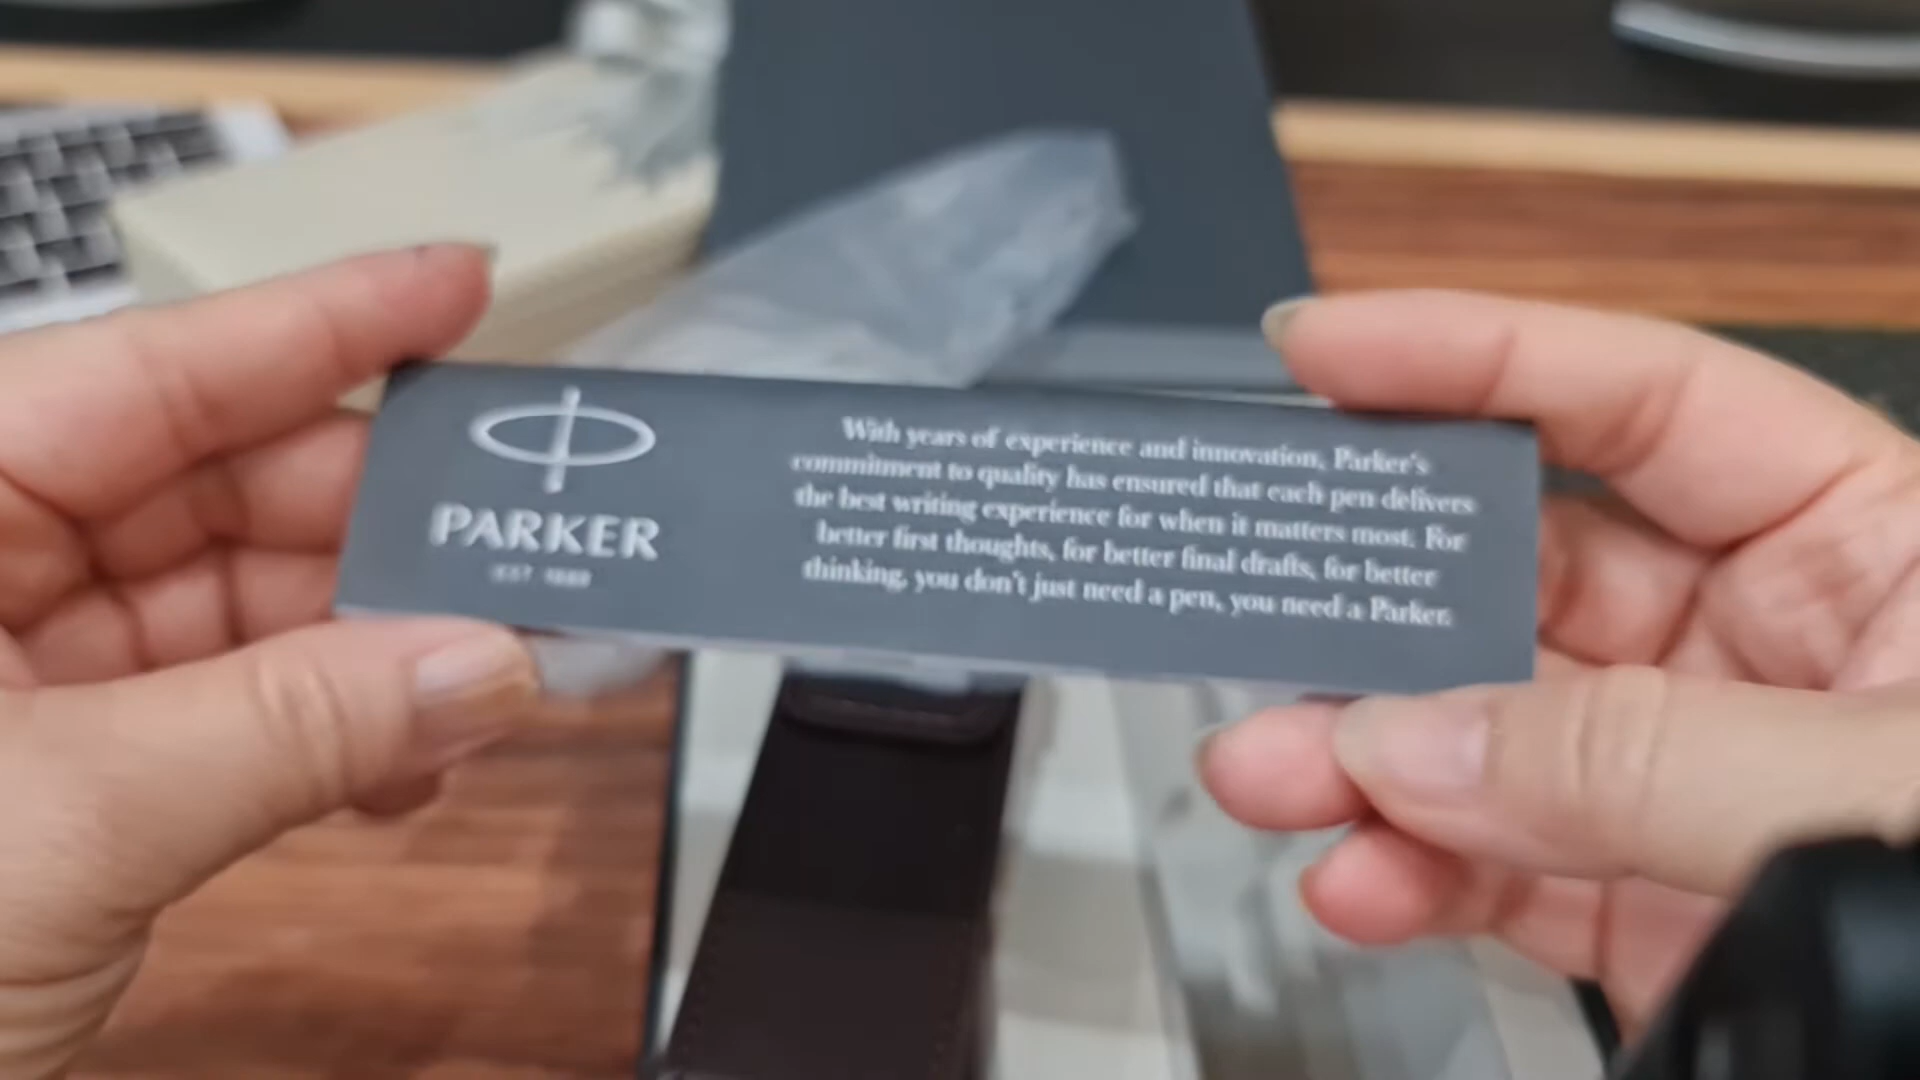 PARKER
EST 1888
With years of experience and innovation, Parker's
commitment to quality has ensured that each pen delivers
the best writing experience for when it matters most. For
better first thoughts, for better final drafts, for better
thinking, you don't just need a pen, you need a Parker.